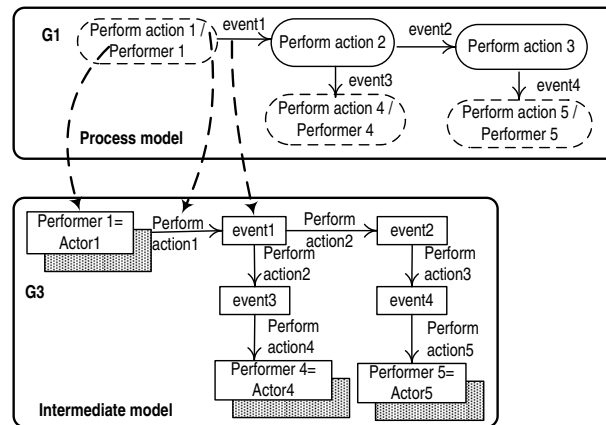 G1
Perform action 1 /
Performer 1
event1
Perform action 2
event2
Perform action 3
event3
event4
Perform action 4 /
Performer 4
Perform action 5 /
Performer 5
Process model
Performer 1=
Actor1
Perform
action1
event1
Perform
action2
event2
Perform
action2
Perform
action3
G3
event3
event4
Perform
action4
Perform
action5
Performer 4=
Actor4
Performer 5=
Actor5
Intermediate model